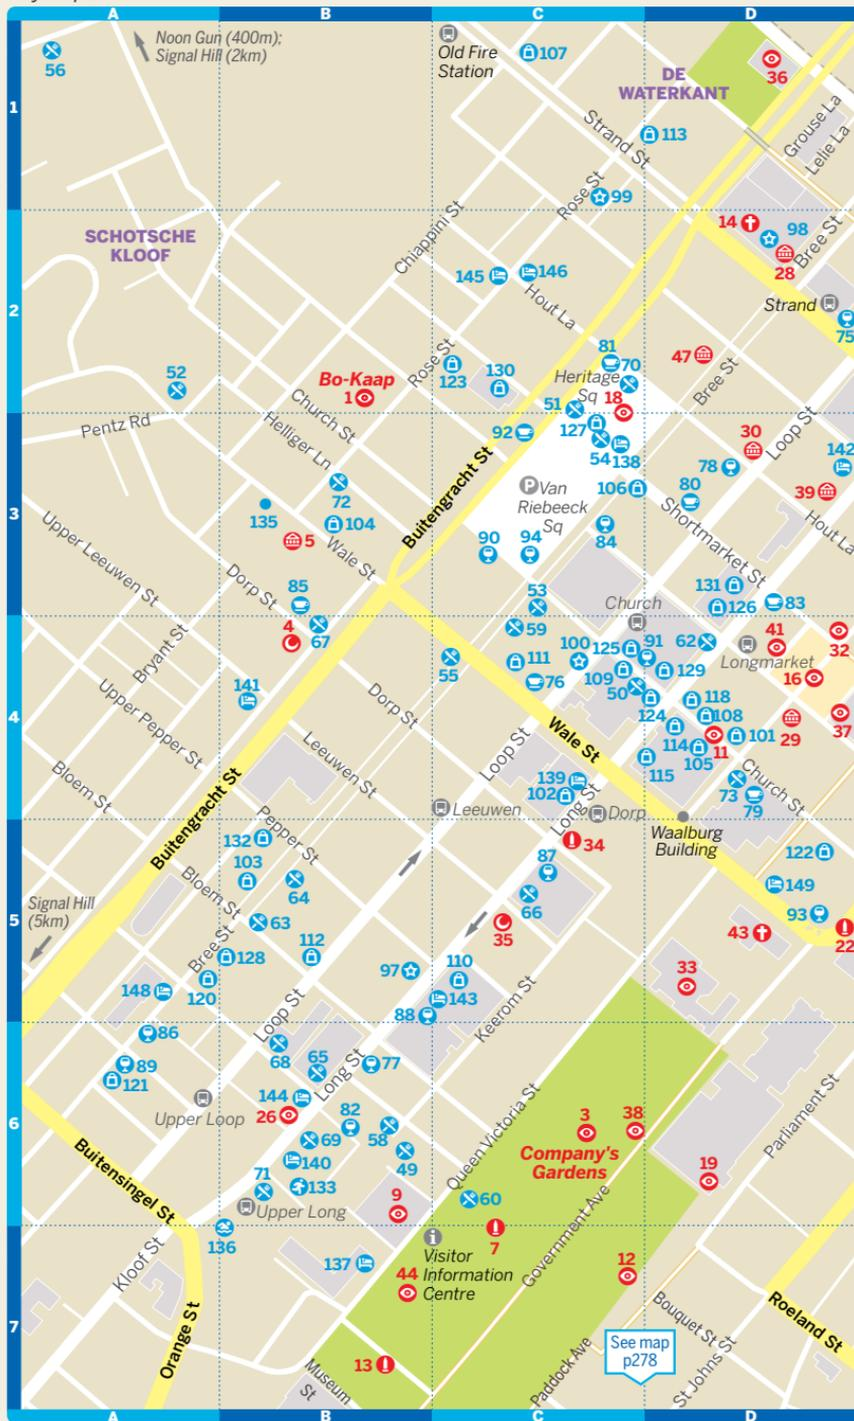 A
B
C
D
Noon Gun (400m);
Signal Hill (2km)
56
Old Fire
Station
107
DE
WATERKANT
36
1
Grouse La
Lelie La
Strand St
113
Rose St
99
SCHOTSCHE
KLOOF
Chiappini St
14
98
Bree St
28
145
146
Hout La
Strand
2
75
47
81
70
Rose St
123
130
Heritage
Sq
52
Bo-Kaap
1
Bree St
51
18
Church St
Pentz Rd
Helliger Ln
92
127
54
138
30
Loop St
142
78
Buitengracht St
72
P
Van
Riebeeck
Sq
106
80
39
3
135
104
5
Wale St
90
94
84
Shortmarket St
Hout La
Upper Leeuwen St
Dorp St
85
53
131
126
83
Church
4
67
59
Bryant St
55
111
100
125
91
62
41
32
Longmarket
76
109
129
16
141
50
118
Upper Pepper St
Dorp St
124
108
4
114
11
101
29
37
Wale St
Loop St
105
115
Leeuwen St
Bloem St
139
102
Long St
73
79
Church St
Leeuwen
Dorp
Waalburg
Building
Buitengracht St
Pepper St
132
34
122
103
87
64
66
149
Signal Hill
(5km)
Bloem St
63
5
93
35
43
22
Bree St
128
112
97
110
33
148
120
143
88
Loop St
Keerom St
86
68
65
77
89
121
Long St
144
26
Upper Loop
82
3
38
6
69
58
Company's
Gardens
Parliament St
49
Queen Victoria St
140
19
71
133
60
Buitensingel St
9
Upper Long
136
7
i
Visitor
Information
Centre
Government Ave
Kloof St
137
44
12
Bouquet St
Roeland St
7
Orange St
See map
p278
St Johns St
13
Museum
St
Paddock Ave
A
B
C
D